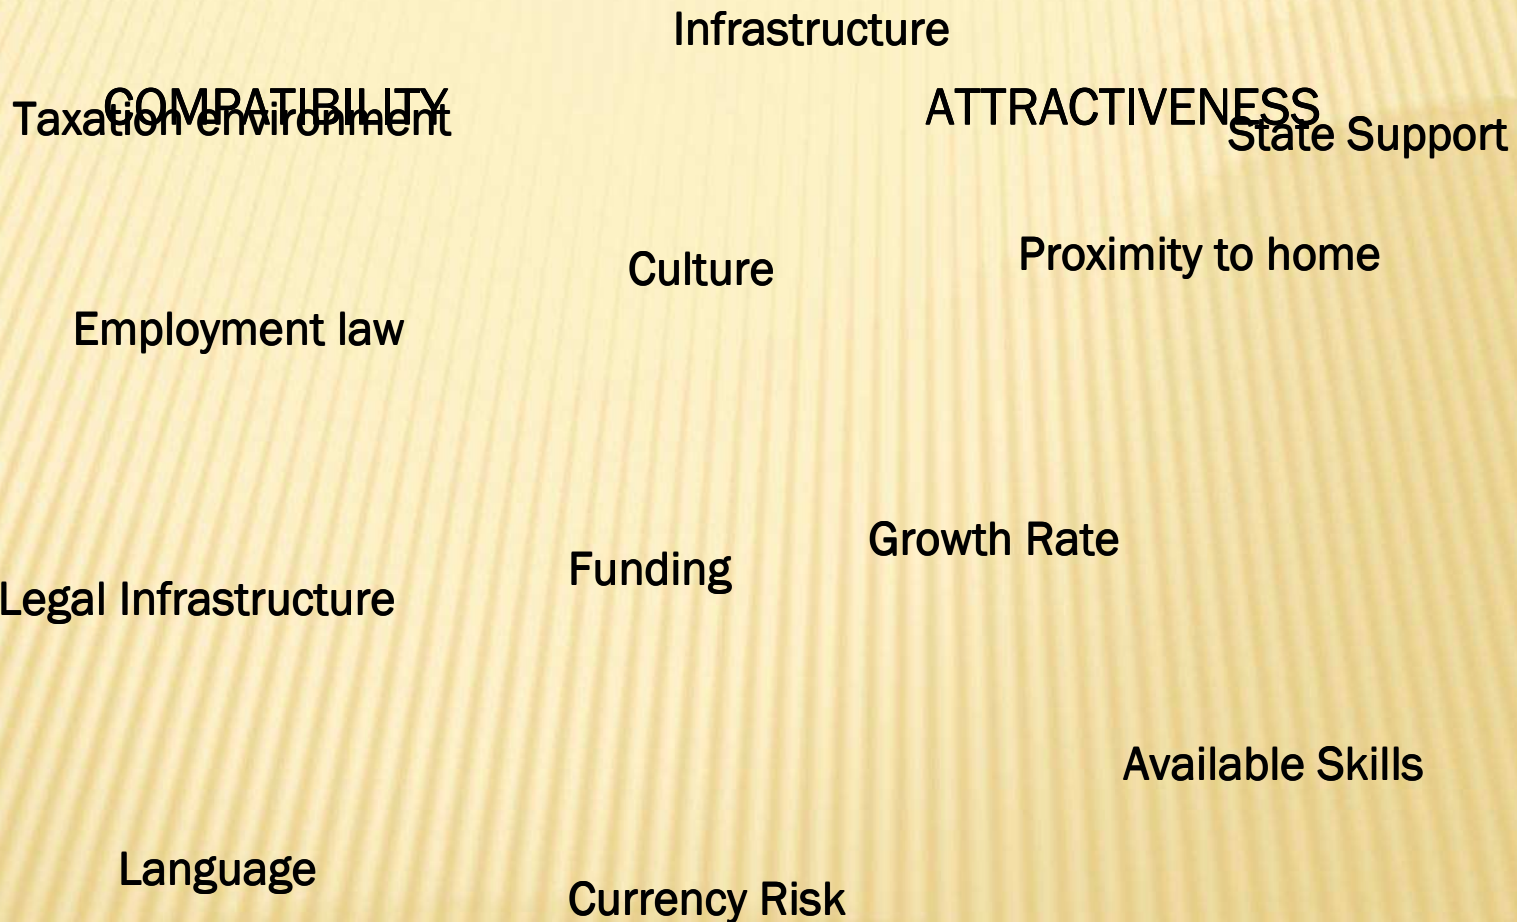 Infrastructure
COMPATIBILITY
ATTRACTIVENESS
Taxation environment
State Support
Proximity to home
Culture
Employment law
Growth Rate
Funding
Legal Infrastructure
Available Skills
Language
Currency Risk